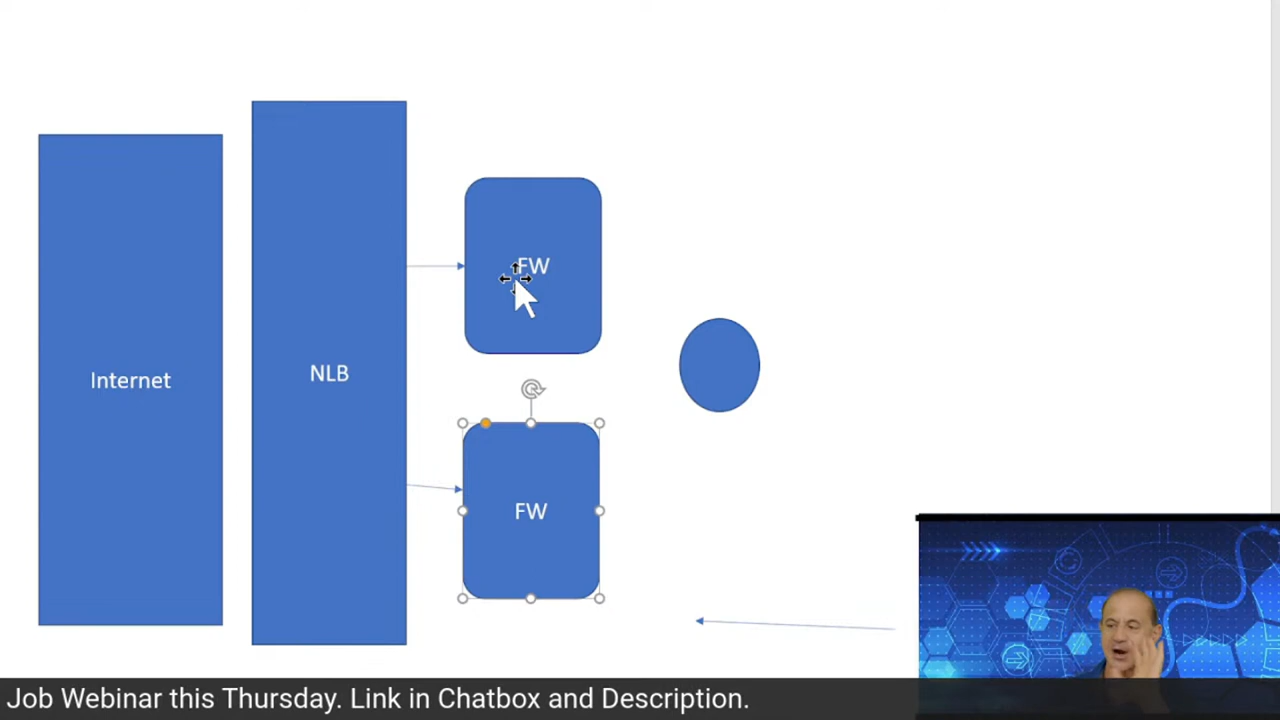 Internet
NLB
FW
FW
Job Webinar this Thursday. Link in Chatbox and Description.